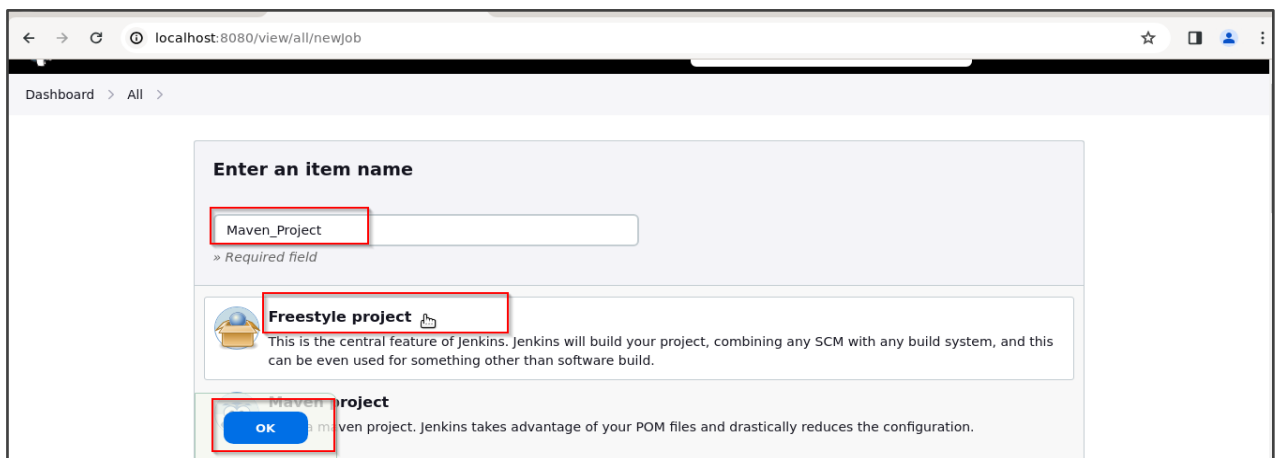 localhost:8080/view/all/newJob
Dashboard > All >
Enter an item name
Maven_Project
» Required field
Freestyle project
This is the central feature of Jenkins. Jenkins will build your project, combining any SCM with any build system, and this
can be even used for something other than software build.
Maven project
OK
maven project. Jenkins takes advantage of your POM files and drastically reduces the configuration.